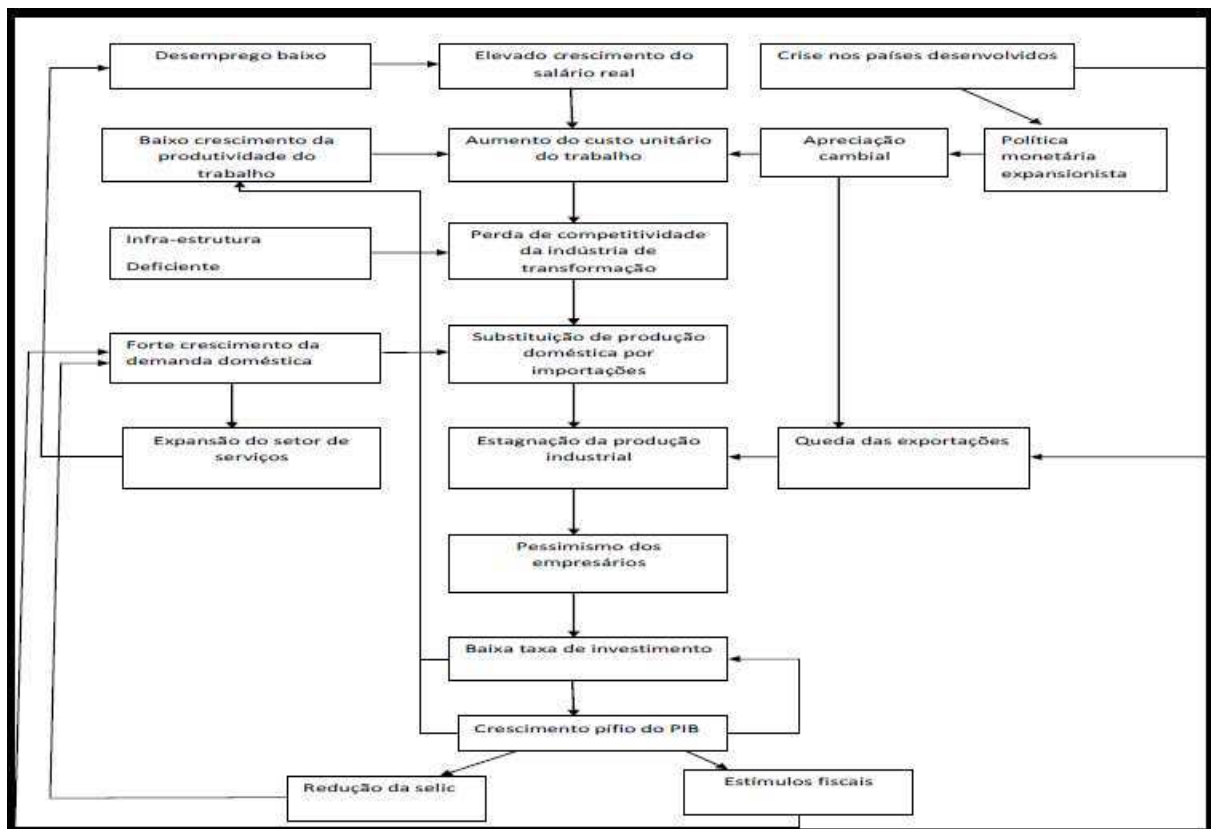 Desemprego baixo
Elevado crescimento do
salário real
Crise nos países desenvolvidos
Baixo crescimento da
produtividade do
trabalho
Aumento do custo unitário
do trabalho
Apreciação
cambial
Política
monetária
expansionista
Infra-estrutura
Deficiente
Perda de competitividade
da indústria de
transformação
Forte crescimento da
demanda doméstica
Substituição de produção
doméstica por
importações
Expansão do setor de
serviços
Estagnação da produção
industrial
Queda das exportações
Pessimismo dos
empresários
Baixa taxa de investimento
Crescimento pífio do PIB
Redução da selic
Estímulos fiscais